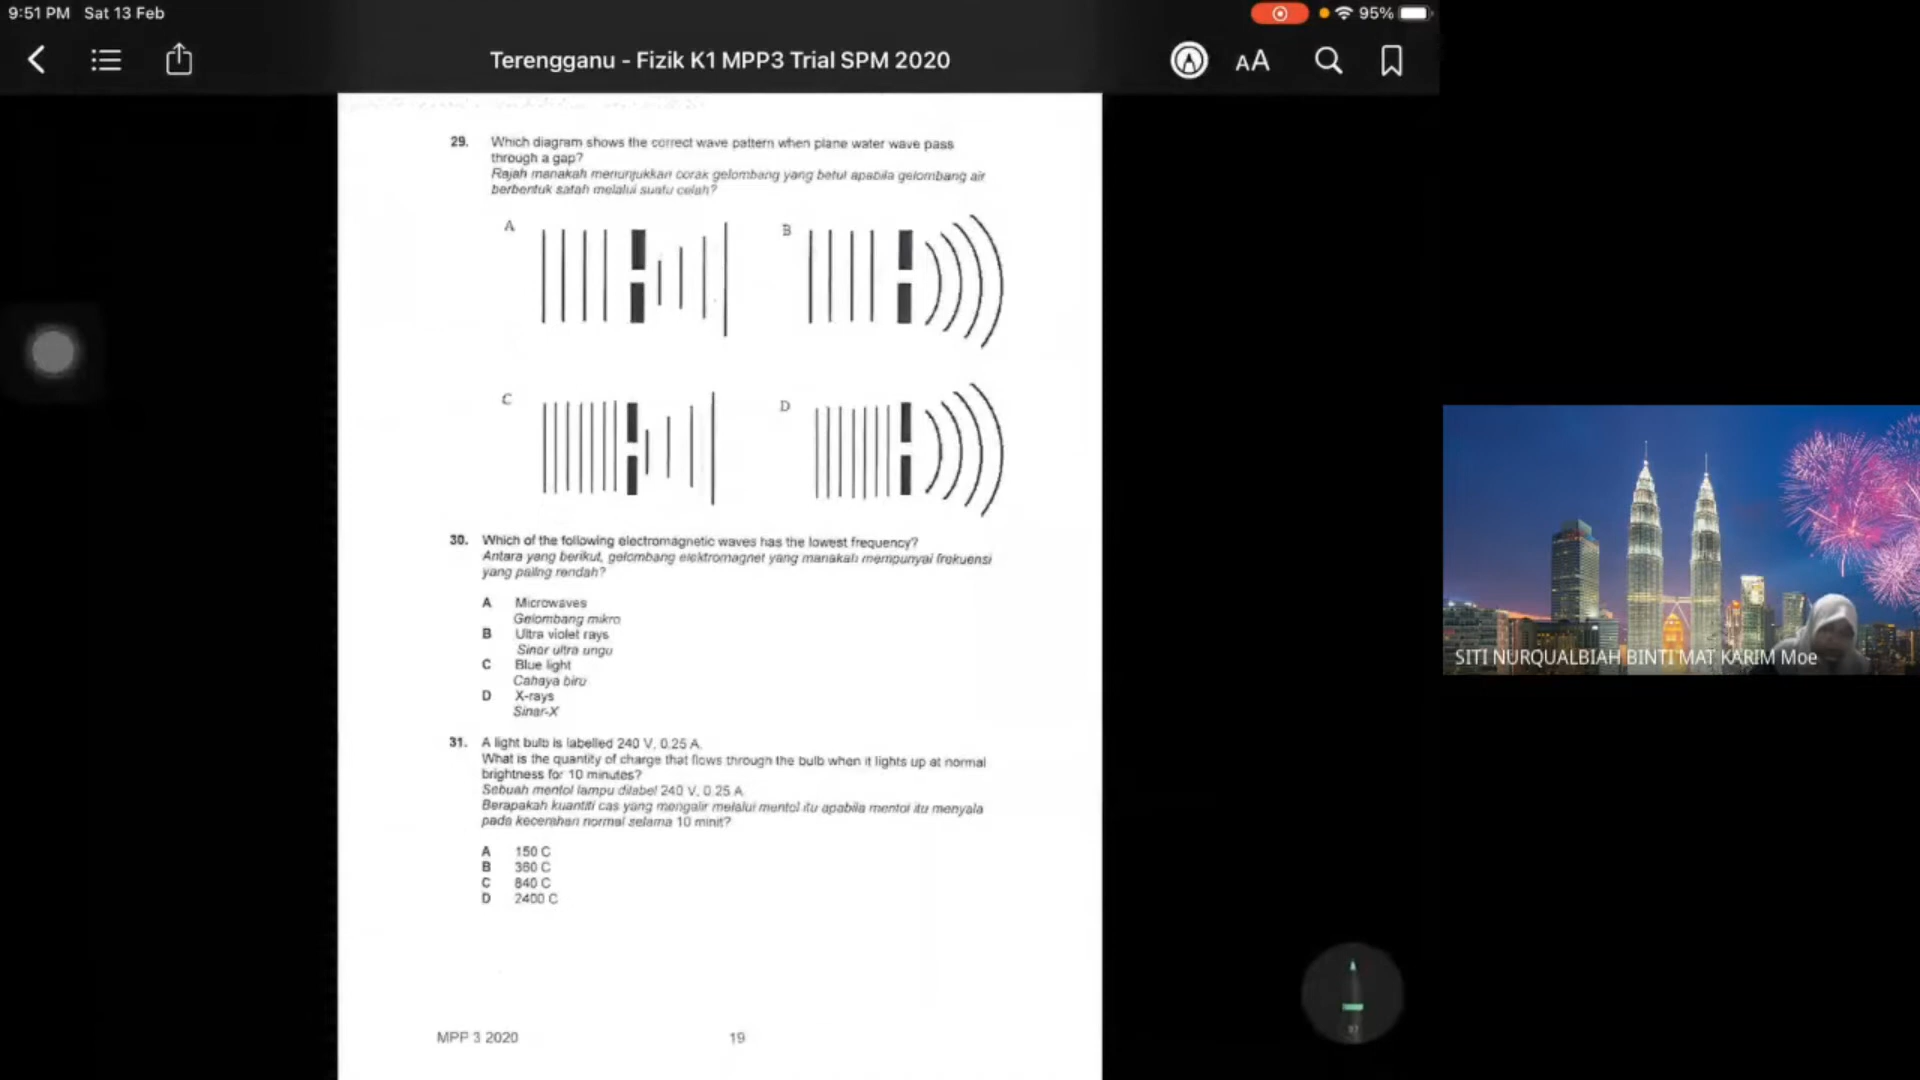 9:51 PM Sat 13 Feb
95%
Terengganu - Fizik K1 MPP3 Trial SPM 2020
AA
29. Which diagram shows the correct wave pattern when plane water wave pass
through a gap?
Rajah manakah menunjukkan corak gelombang yang betul apabila gelombang air
berbentuk satah melalui suatu celah?
A
B
C
D
30. Which of the following electromagnetic waves has the lowest frequency?
Antara yang berikut, gelombang elektromagnet yang manakah mempunyai frekuensi
yang paling rendah?
A Microwaves
Gelombang mikro
B Ultra violet rays
Sinar ultra ungu
C Blue light
Cahaya biru
D X-rays
Sinar-X
31. A light bulb is labelled 240 V, 0.25 A.
What is the quantity of charge that flows through the bulb when it lights up at normal
brightness for 10 minutes?
Sebuah mentol lampu dilabel 240 V, 0.25 A
Berapakah kuantiti cas yang mengalir melalui mentol itu apabila mentol itu menyala
pada kecerahan normal selama 10 minit?
A 150 C
B 360 C
C 840 C
D 2400 C
MPP 3 2020
19
SITI NURQUALBIAH BINTI MAT KARIM Moe